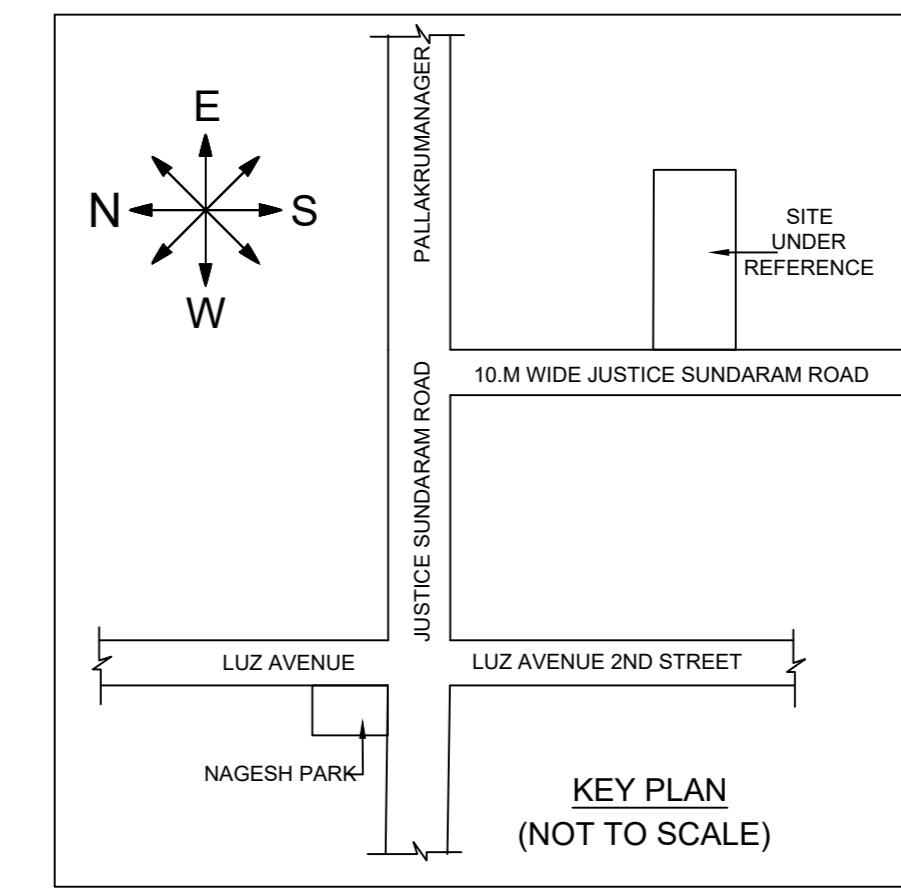 E
N
S
W
PALLAKRUMANAGER
SITE
UNDER
REFERENCE
10.M WIDE JUSTICE SUNDARAM ROAD
JUSTICE SUNDARAM ROAD
LUZ AVENUE
LUZ AVENUE 2ND STREET
NAGESH PARK
KEY PLAN
(NOT TO SCALE)